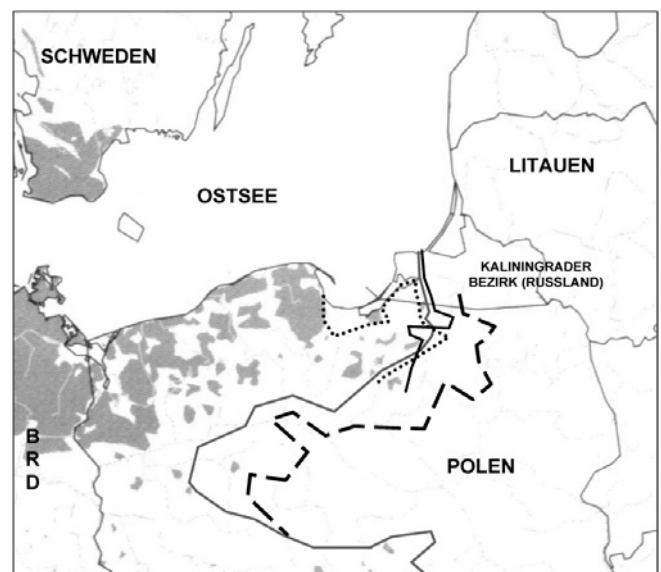 SCHWEDEN
LITAUEN
OSTSEE
KALININGRADER
BEZIRK (RUSSLAND)
B
R
D
POLEN